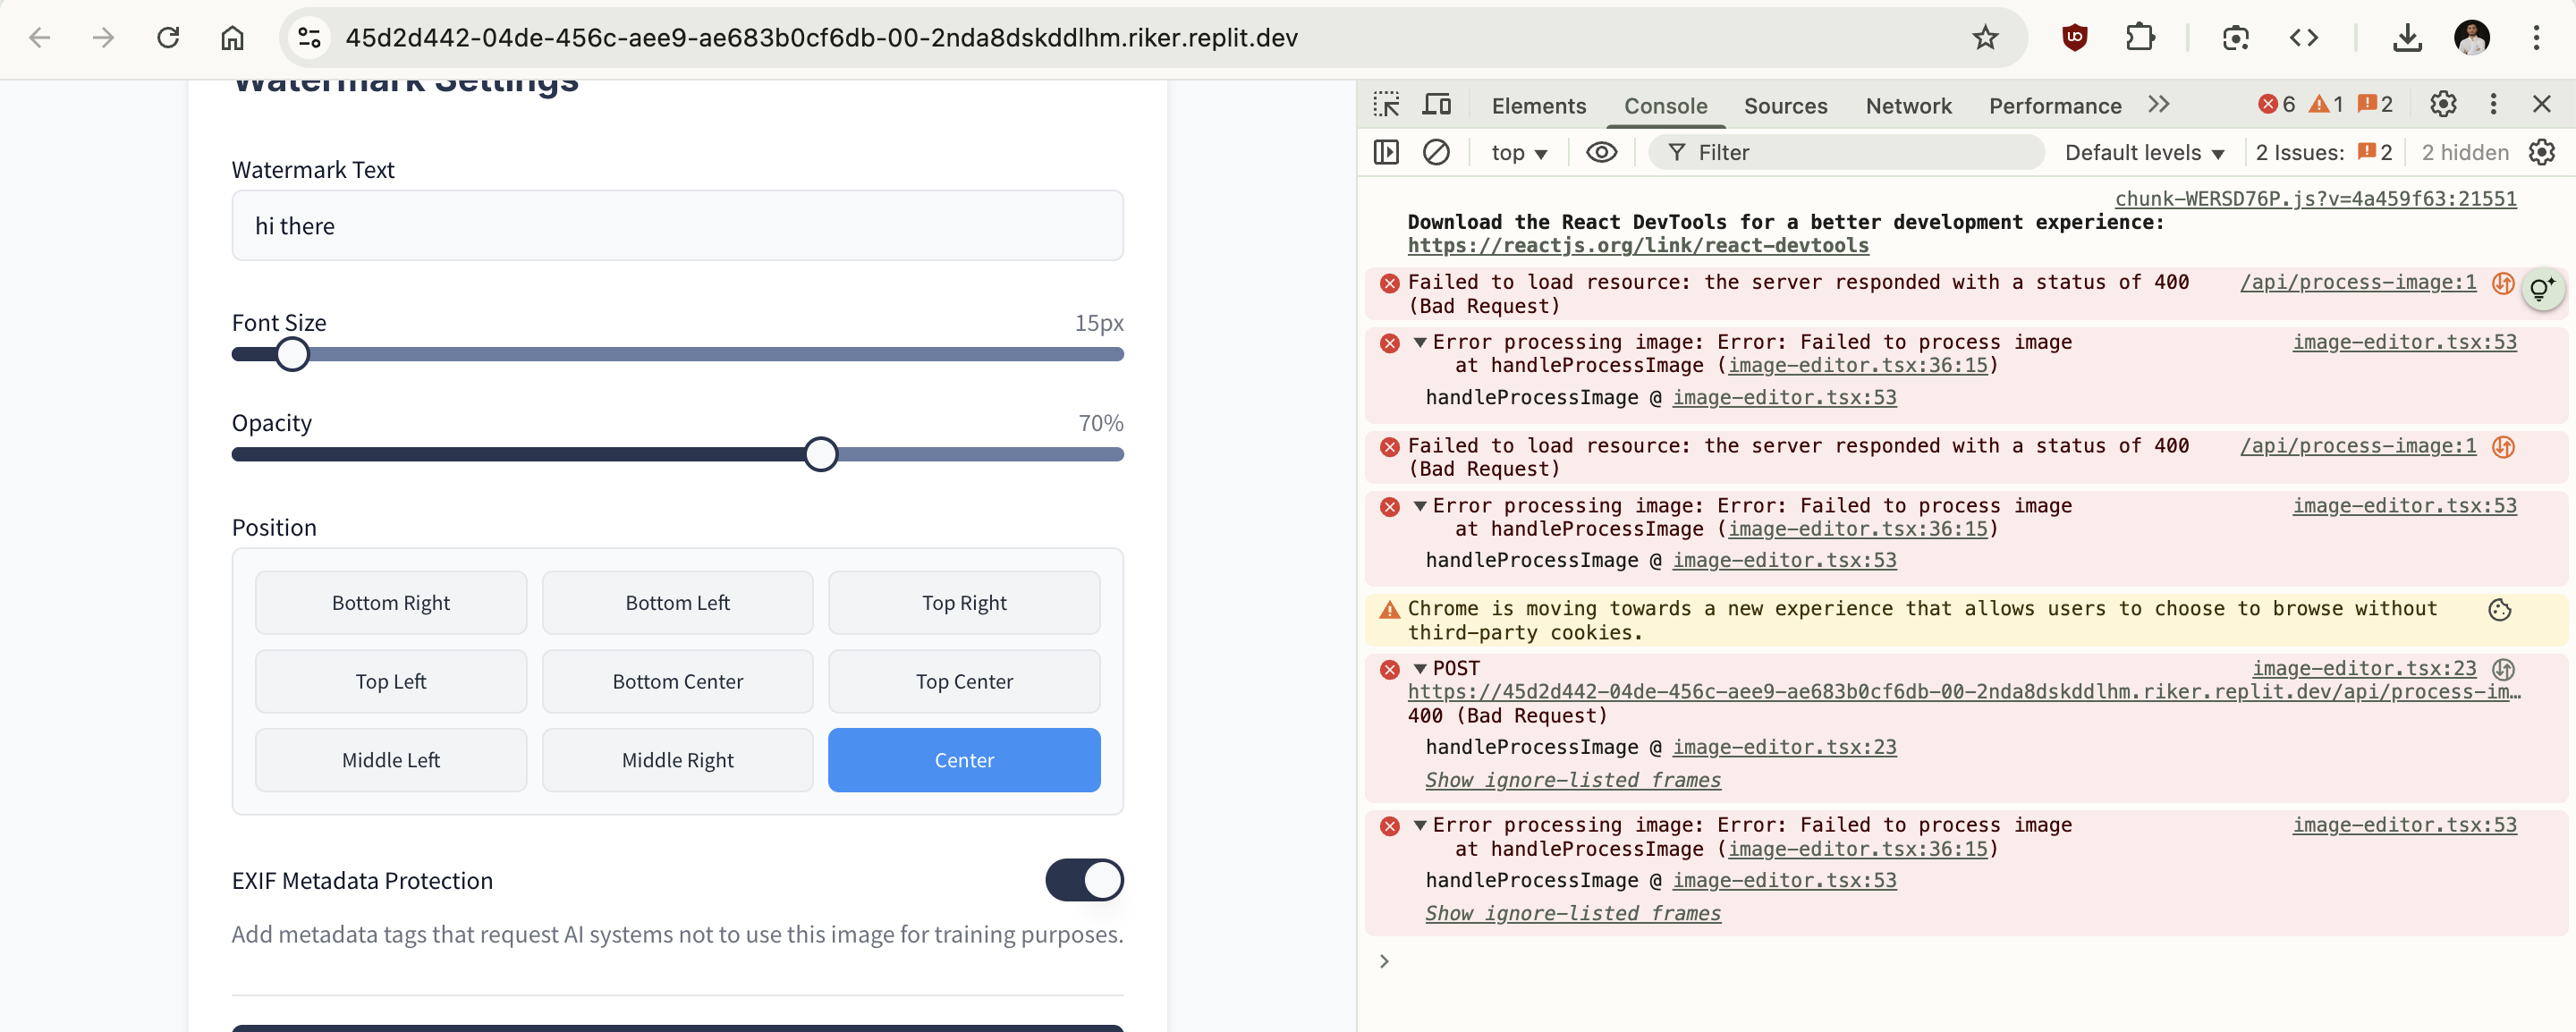 45d2d442-04de-456c-aee9-ae683b0cf6db-00-2nda8dskddlhm.riker.replit.dev
Watermark Settings
Watermark Text
hi there
Font Size 15px
Opacity 70%
Position
Bottom Right Bottom Left Top Right
Top Left Bottom Center Top Center
Middle Left Middle Right Center
EXIF Metadata Protection
Add metadata tags that request AI systems not to use this image for training purposes.
Elements Console Sources Network Performance 6 1 2
top Filter Default levels 2 Issues: 2 2 hidden
chunk-WERSD76P.js?v=4a459f63:21551
Download the React DevTools for a better development experience:
https://reactjs.org/link/react-devtools
Failed to load resource: the server responded with a status of 400 /api/process-image:1
(Bad Request)
Error processing image: Error: Failed to process image image-editor.tsx:53
at handleProcessImage (image-editor.tsx:36:15)
handleProcessImage @ image-editor.tsx:53
Failed to load resource: the server responded with a status of 400 /api/process-image:1
(Bad Request)
Error processing image: Error: Failed to process image image-editor.tsx:53
at handleProcessImage (image-editor.tsx:36:15)
handleProcessImage @ image-editor.tsx:53
Chrome is moving towards a new experience that allows users to choose to browse without
third-party cookies.
POST image-editor.tsx:23
https://45d2d442-04de-456c-aee9-ae683b0cf6db-00-2nda8dskddlhm.riker.replit.dev/api/process-im…
400 (Bad Request)
handleProcessImage @ image-editor.tsx:23
Show ignore-listed frames
Error processing image: Error: Failed to process image image-editor.tsx:53
at handleProcessImage (image-editor.tsx:36:15)
handleProcessImage @ image-editor.tsx:53
Show ignore-listed frames